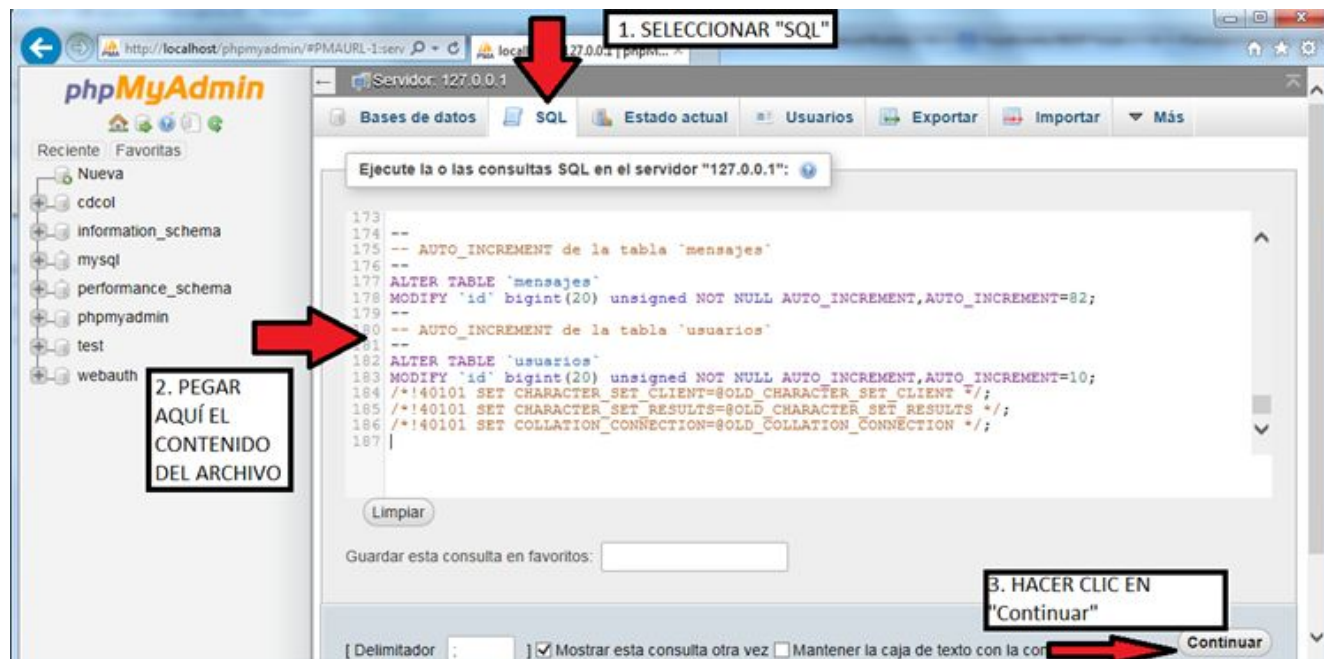 1. SELECCIONAR "SQL"
http://localhost/phpmyadmin/#PMAURL-1:serv
phpMyAdmin
Servidor: 127.0.0.1
Bases de datos SQL Estado actual Usuarios Exportar Importar Más
Reciente Favoritas
Nueva
cdcol
information_schema
mysql
performance_schema
phpmyadmin
test
webauth
2. PEGAR
AQUÍ EL
CONTENIDO
DEL ARCHIVO
Ejecute la o las consultas SQL en el servidor "127.0.0.1":
173
174 --
175 -- AUTO_INCREMENT de la tabla `mensajes`
176 --
177 ALTER TABLE `mensajes`
178 MODIFY `id` bigint(20) unsigned NOT NULL AUTO_INCREMENT,AUTO_INCREMENT=82;
179 --
180 -- AUTO_INCREMENT de la tabla `usuarios`
181 --
182 ALTER TABLE `usuarios`
183 MODIFY `id` bigint(20) unsigned NOT NULL AUTO_INCREMENT,AUTO_INCREMENT=10;
184 /*!40101 SET CHARACTER_SET_CLIENT=@OLD_CHARACTER_SET_CLIENT */;
185 /*!40101 SET CHARACTER_SET_RESULTS=@OLD_CHARACTER_SET_RESULTS */;
186 /*!40101 SET COLLATION_CONNECTION=@OLD_COLLATION_CONNECTION */;
187
Limpiar
Guardar esta consulta en favoritos:
3. HACER CLIC EN
"Continuar"
[ Delimitador ; ] Mostrar esta consulta otra vez Mantener la caja de texto con la
Continuar